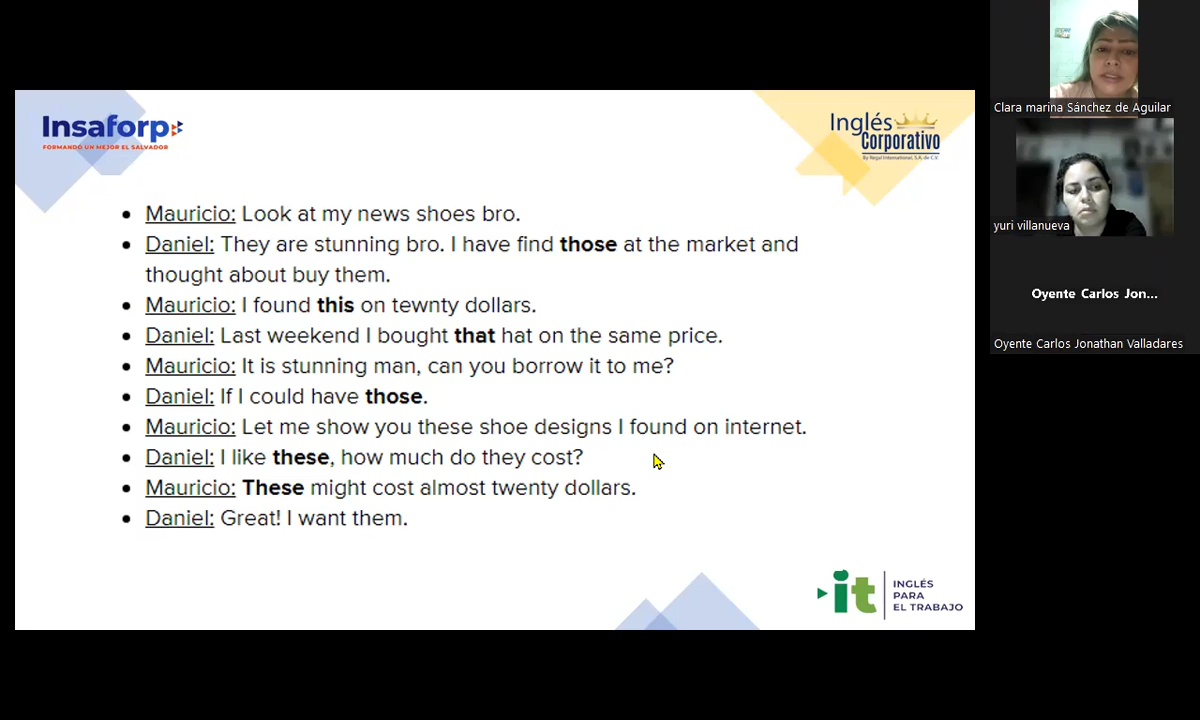 Insaforp
FORMANDO UN MEJOR EL SALVADOR
Inglés
Corporativo
By Regal International, S.A. de C.V.
• Mauricio: Look at my news shoes bro.
• Daniel: They are stunning bro. I have find those at the market and
thought about buy them.
• Mauricio: I found this on tewnty dollars.
• Daniel: Last weekend I bought that hat on the same price.
• Mauricio: It is stunning man, can you borrow it to me?
• Daniel: If I could have those.
• Mauricio: Let me show you these shoe designs I found on internet.
• Daniel: I like these, how much do they cost?
• Mauricio: These might cost almost twenty dollars.
• Daniel: Great! I want them.
it
INGLÉS
PARA
EL TRABAJO
Clara marina Sánchez de Aguilar
yuri villanueva
Oyente Carlos Jon...
Oyente Carlos Jonathan Valladares